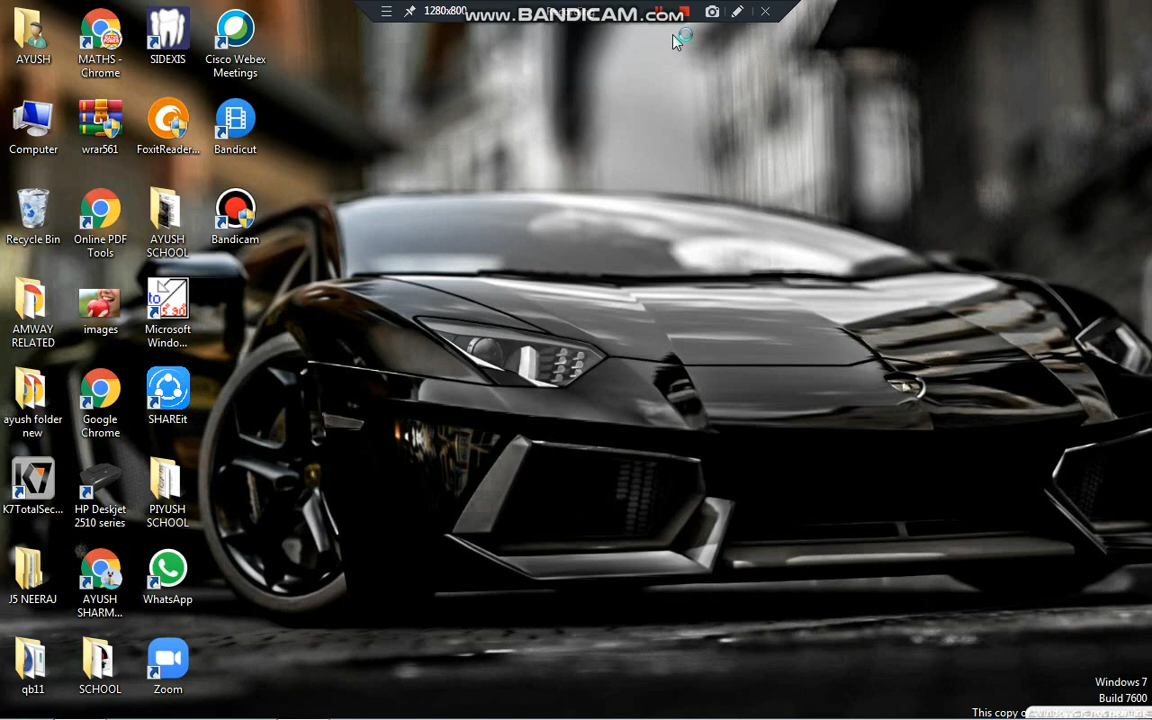 1280x800
www.BANDICAM.com
AYUSH
MATHS -
Chrome
SIDEXIS
Cisco Webex
Meetings
Computer
wrar561
FoxitReader...
Bandicut
Recycle Bin
Online PDF
Tools
AYUSH
SCHOOL
Bandicam
AMWAY
RELATED
images
to
Microsoft
Windo...
ayush folder
new
Google
Chrome
SHAREit
K7TotalSec...
HP Deskjet
2510 series
PIYUSH
SCHOOL
J5 NEERAJ
AYUSH
SHARM...
WhatsApp
qb11
SCHOOL
Zoom
Windows 7
Build 7600
This copy o